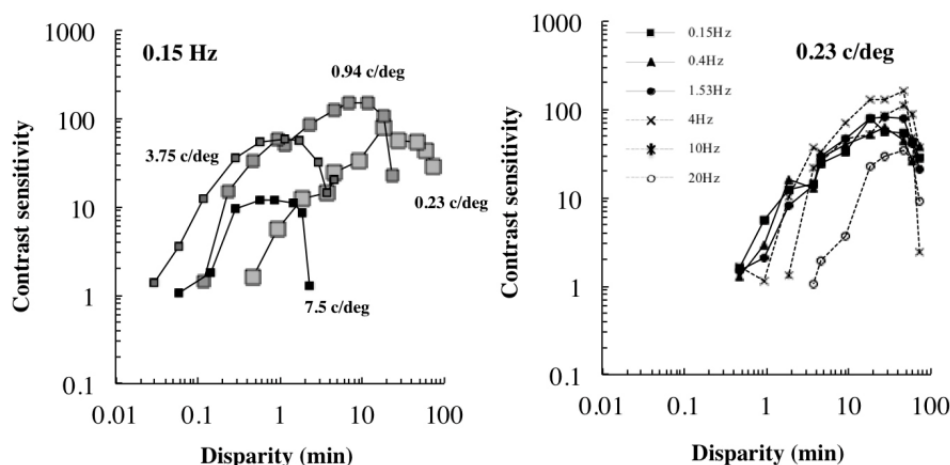 1000
100
10
1
0.1
0.01
0.1
1
10
100
Contrast sensitivity
Disparity (min)
0.15 Hz
0.94 c/deg
3.75 c/deg
0.23 c/deg
7.5 c/deg
1000
100
10
1
0.1
0.01
1
10
100
Contrast sensitivity
Disparity (min)
0.15Hz
0.4Hz
1.53Hz
4Hz
10Hz
20Hz
0.23 c/deg